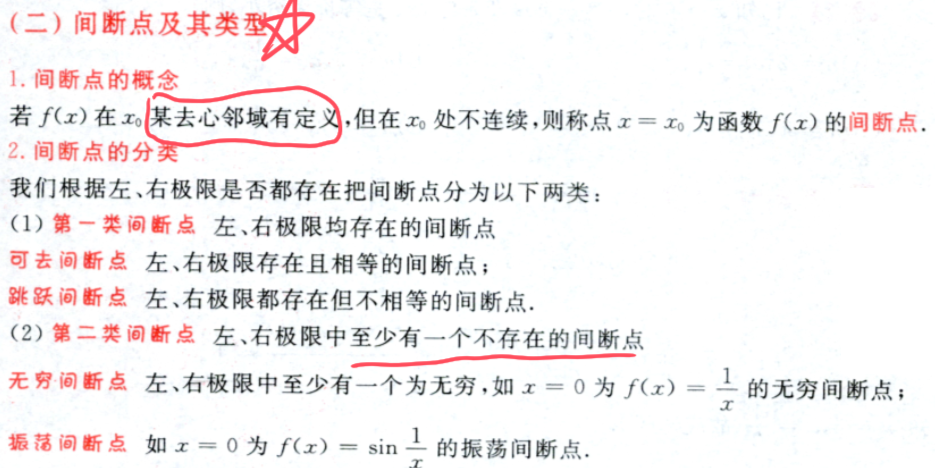 (二) 间断点及其类型
1. 间断点的概念
若 f(x) 在 x₀ 某去心邻域有定义,但在 x₀ 处不连续,则称点 x = x₀ 为函数 f(x) 的间断点.
2. 间断点的分类
我们根据左、右极限是否都存在把间断点分为以下两类:
(1) 第一类间断点 左、右极限均存在的间断点
可去间断点 左、右极限存在且相等的间断点;
跳跃间断点 左、右极限都存在但不相等的间断点.
(2) 第二类间断点 左、右极限中至少有一个不存在的间断点
无穷间断点 左、右极限中至少有一个为无穷,如 x = 0 为 f(x) = 1/x 的无穷间断点;
振荡间断点 如 x = 0 为 f(x) = sin 1/x 的振荡间断点.